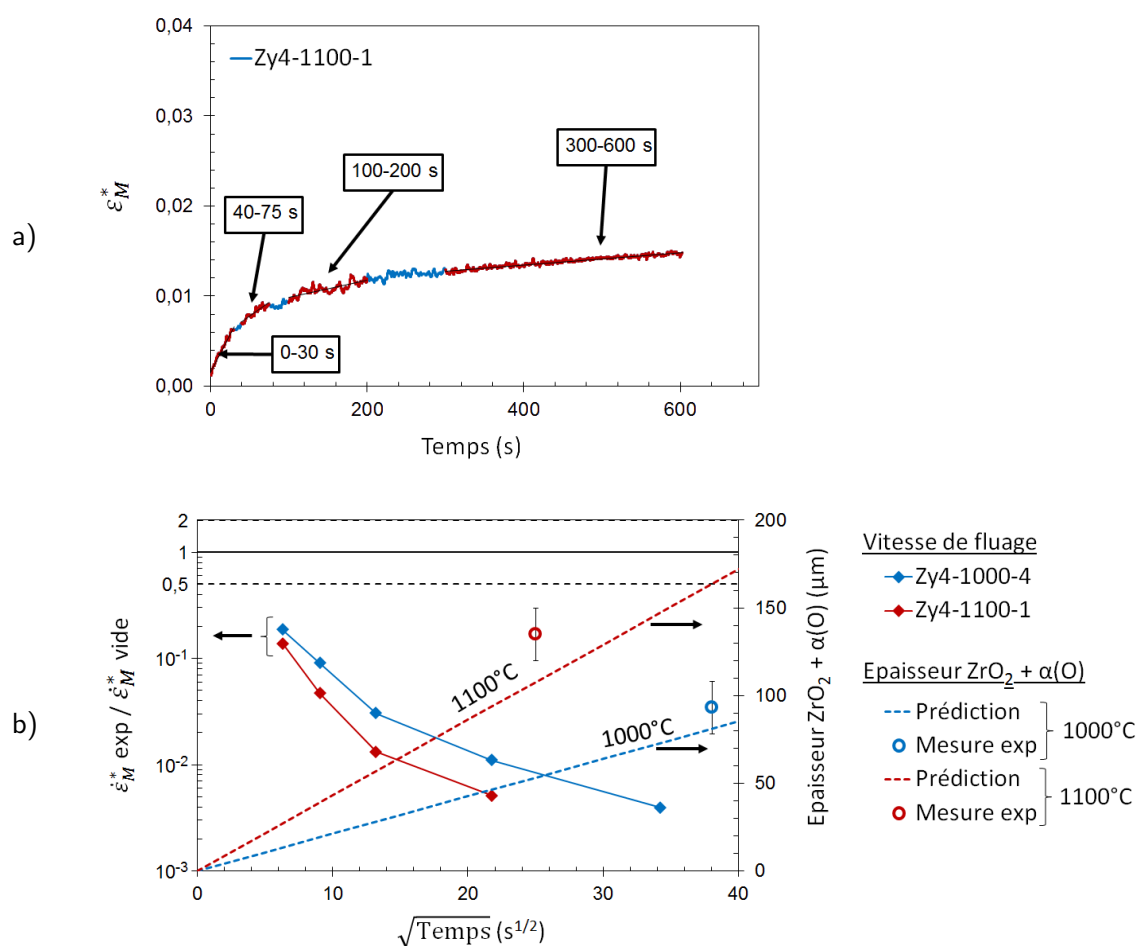 a)
0,04
0,03
0,02
0,01
0,00
ε*M
Zy4-1100-1
300-600 s
100-200 s
40-75 s
0-30 s
0 200 400 600
Temps (s)
b)
2
1
0,5
10⁻¹
10⁻²
10⁻³
ε̇*M exp / ε̇*M vide
200
150
100
50
0
Epaisseur ZrO₂ + α(O) (µm)
1100°C
1000°C
0 10 20 30 40
√Temps (s^1/2)
Vitesse de fluage
Zy4-1000-4
Zy4-1100-1
Epaisseur ZrO₂ + α(O)
Prédiction
Mesure exp
1000°C
Prédiction
Mesure exp
1100°C